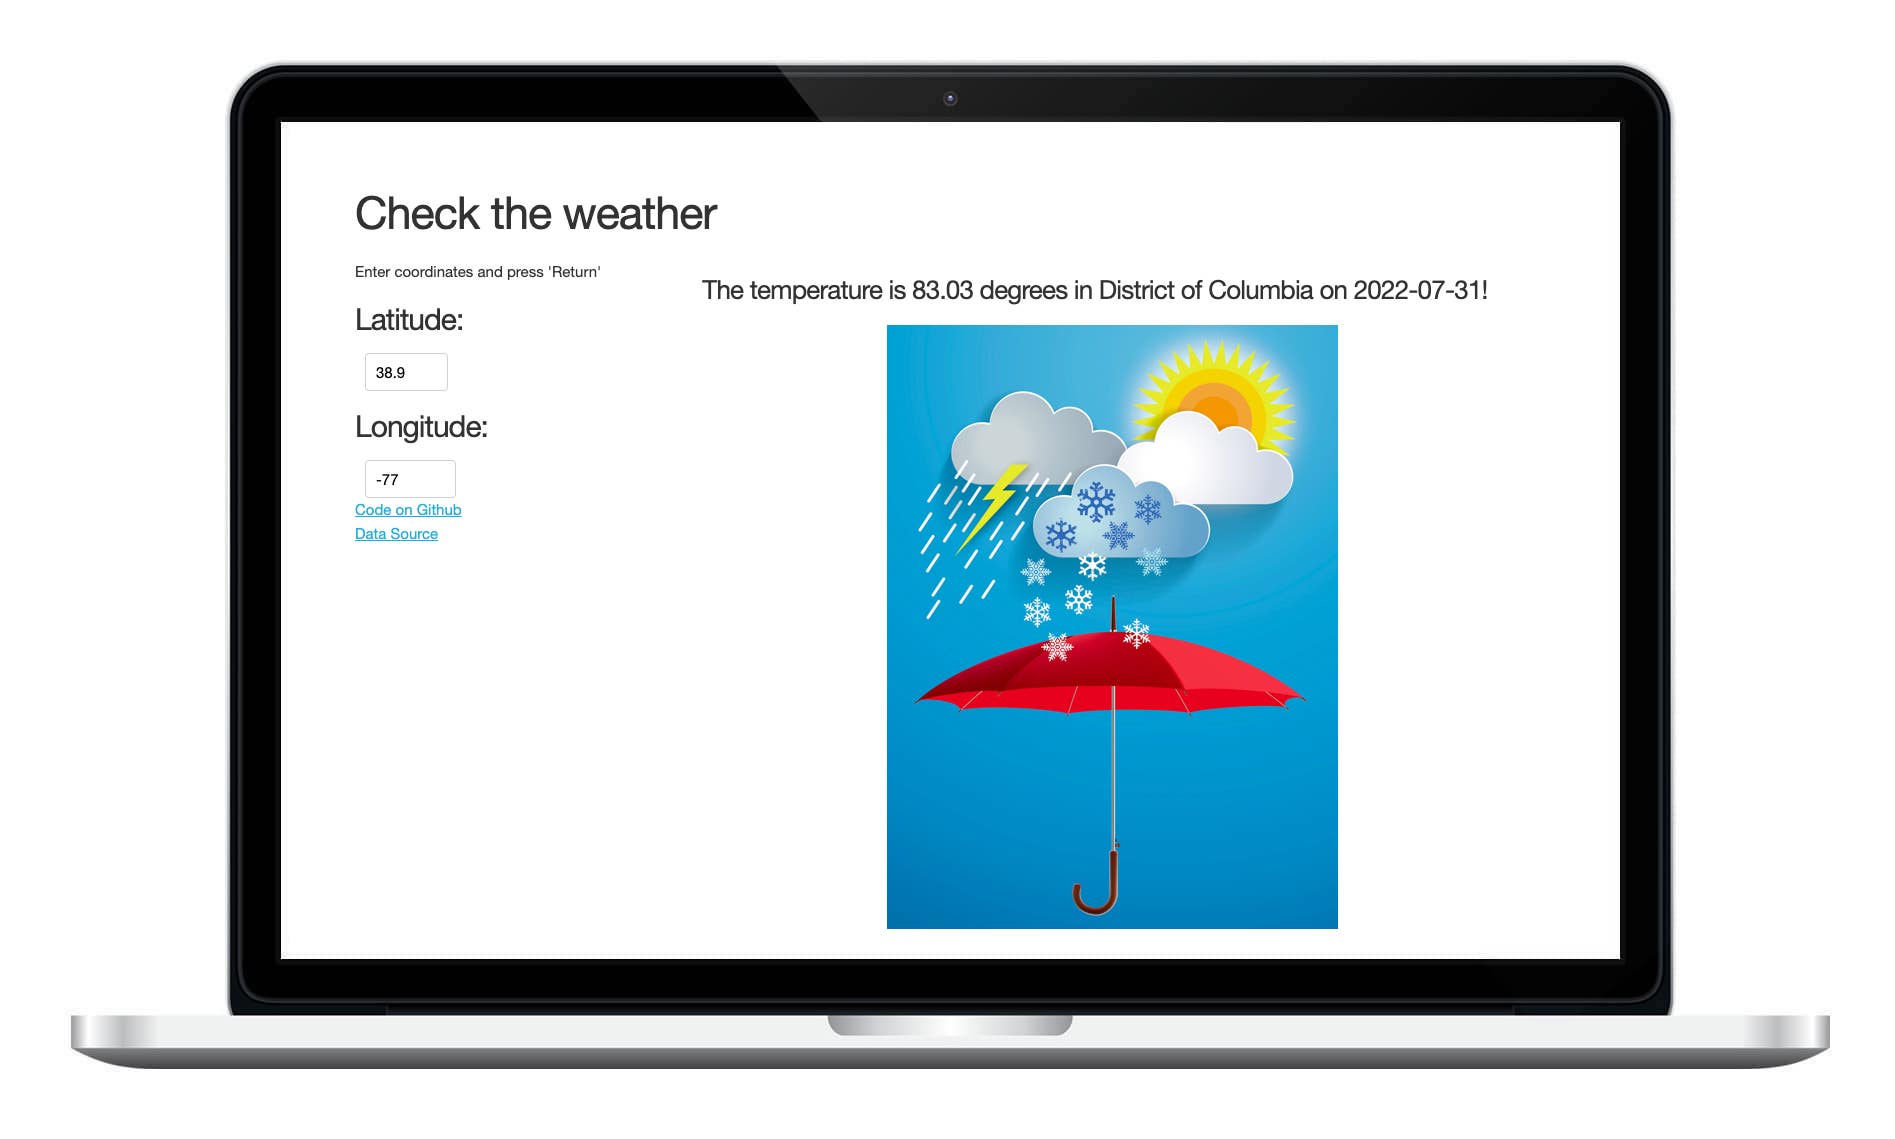 Check the weather
Enter coordinates and press 'Return'
The temperature is 83.03 degrees in District of Columbia on 2022-07-31!
Latitude:
38.9
Longitude:
-77
Code on Github
Data Source